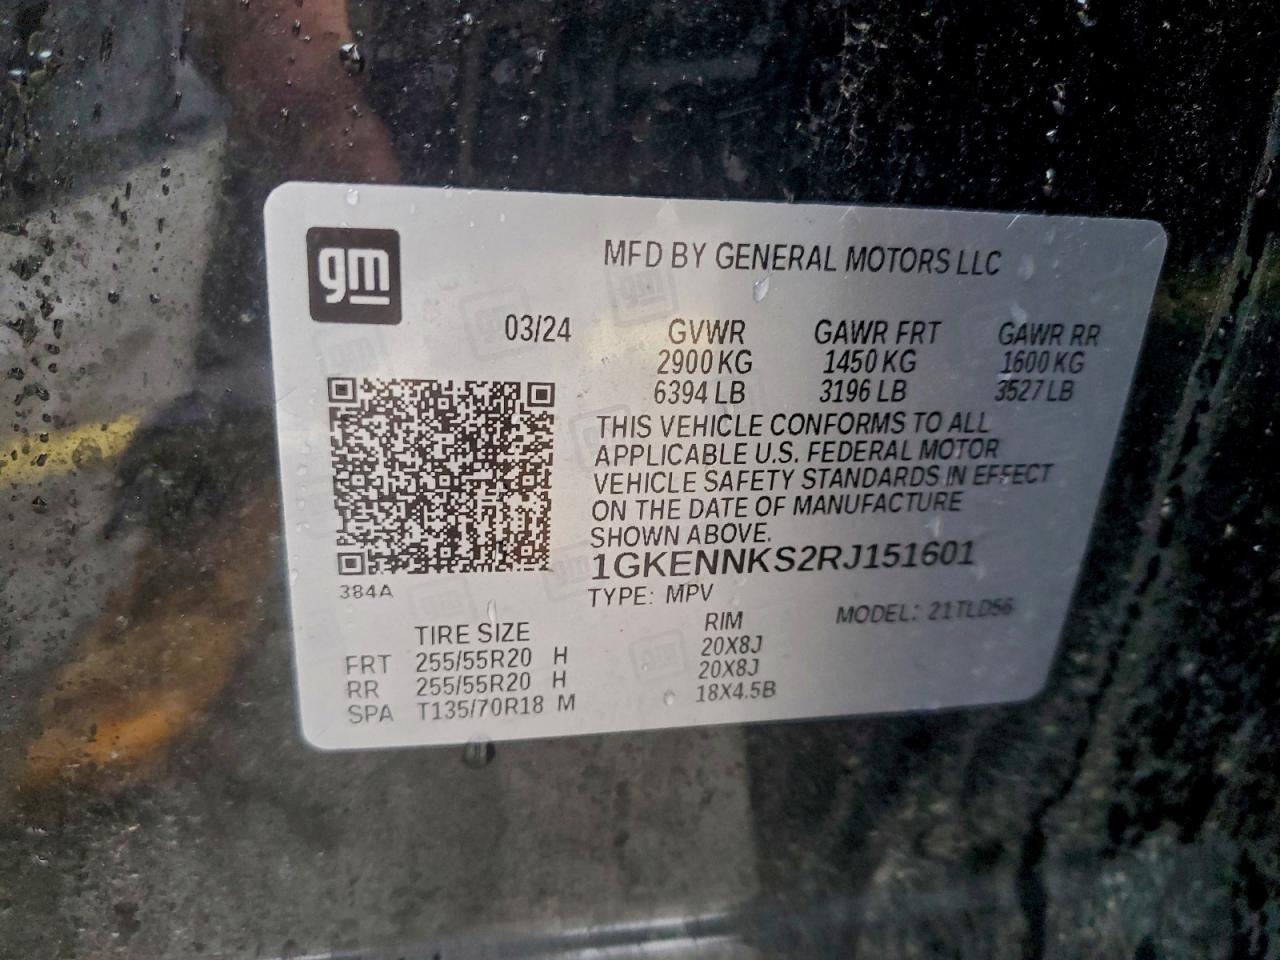 gm
MFD BY GENERAL MOTORS LLC
03/24 GVWR GAWR FRT GAWR RR
2900 KG 1450 KG 1600 KG
6394 LB 3196 LB 3527 LB
THIS VEHICLE CONFORMS TO ALL
APPLICABLE U.S. FEDERAL MOTOR
VEHICLE SAFETY STANDARDS IN EFFECT
ON THE DATE OF MANUFACTURE
SHOWN ABOVE.
1GKENNKS2RJ151601
384A
TYPE: MPV MODEL: 21TLD56
TIRE SIZE RIM
FRT 255/55R20 H 20X8J
RR 255/55R20 H 20X8J
SPA T135/70R18 M 18X4.5B